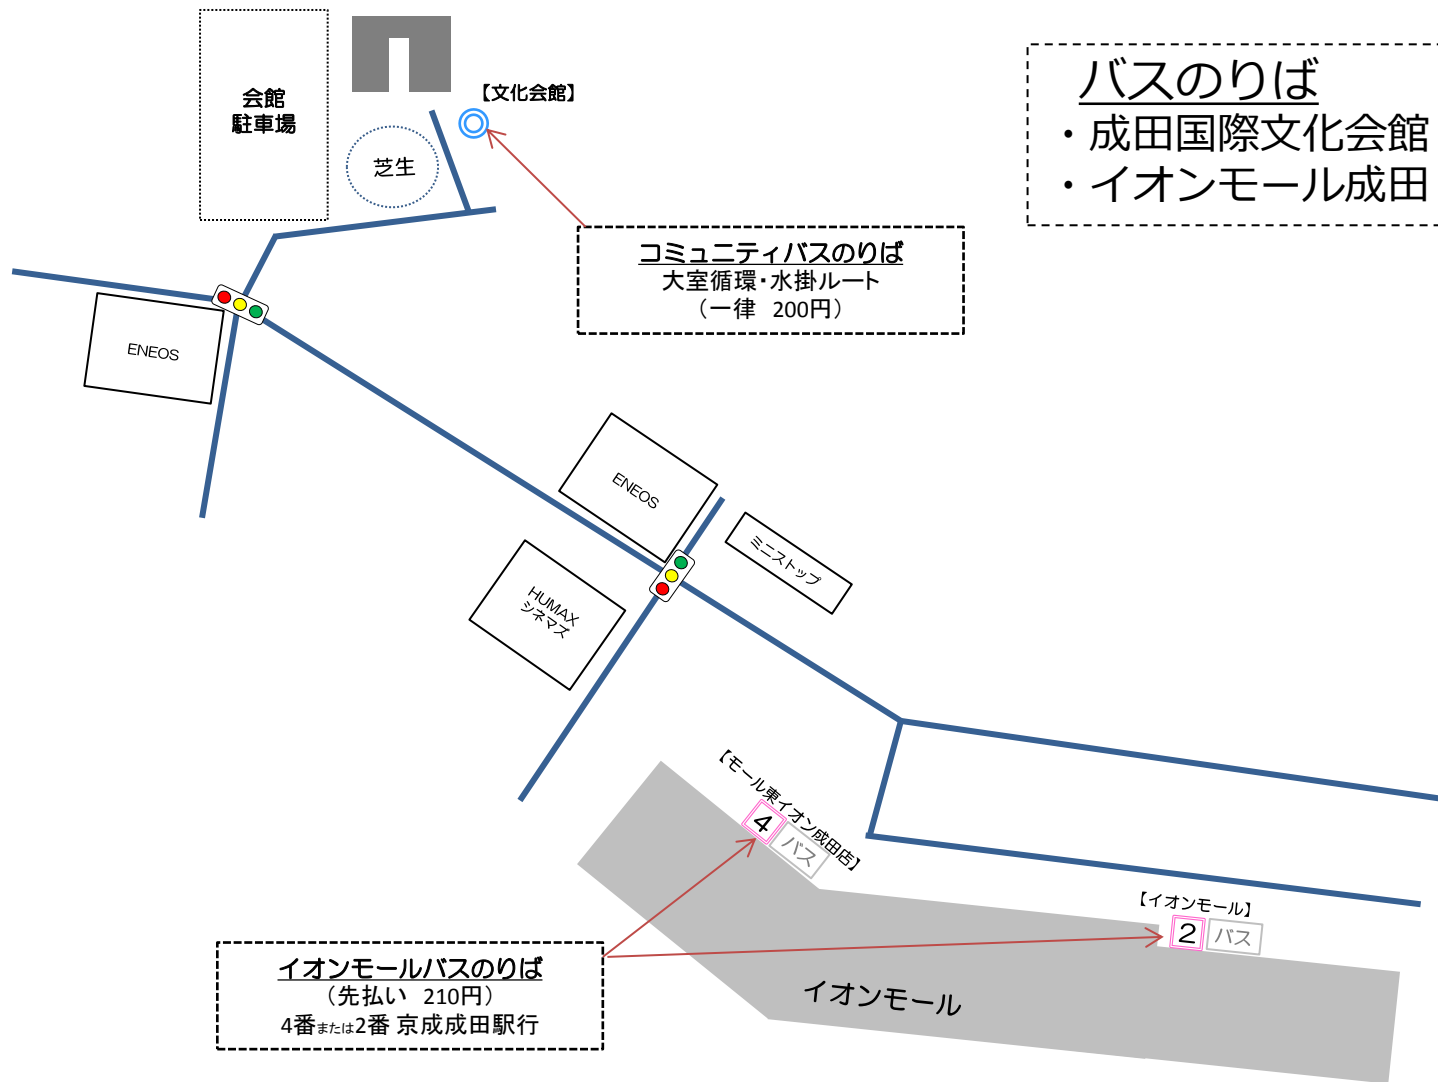 バスのりば
・成田国際文化会館
・イオンモール成田
会館
駐車場
【文化会館】
芝生
コミュニティバスのりば
大室循環・水掛ルート
（一律 200円）
ENEOS
ENEOS
ミニストップ
HUMAX
シネマズ
【モール東イオン成田店】
4
バス
【イオンモール】
2
バス
イオンモールバスのりば
（先払い 210円）
4番または2番 京成成田駅行
イオンモール